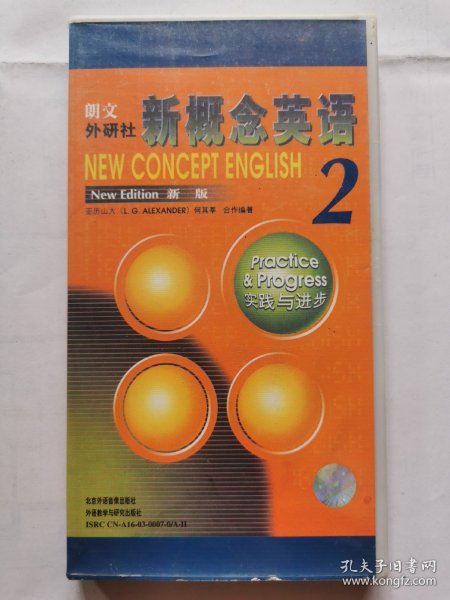 朗文
外研社 新概念英语
NEW CONCEPT ENGLISH
New Edition 新 版
2
亚历山大（L. G. ALEXANDER）何其莘 合作编著
Practice
& Progress
实践与进步
北京外语音像出版社
外语教学与研究出版社
ISRC CN-A16-03-0007-0/A·H
孔夫子旧书网
www.kongfz.com